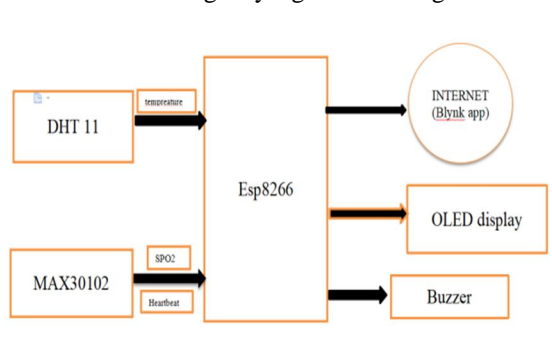 DHT 11
tempreature
MAX30102
SPO2
Heartbeat
Esp8266
INTERNET
(Blynk app)
OLED display
Buzzer